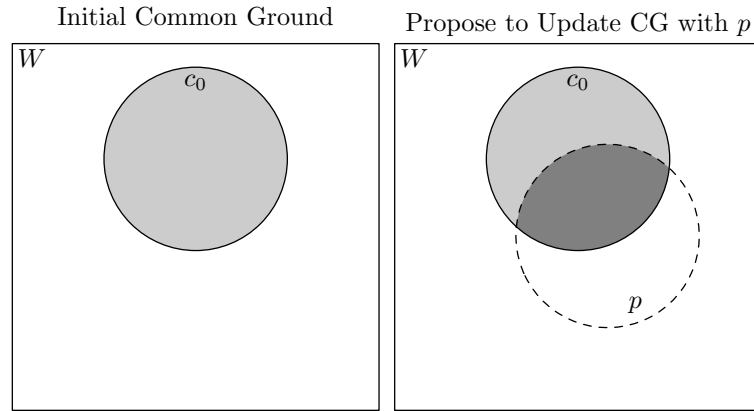 Initial Common Ground
W
c₀
Propose to Update CG with p
W
c₀
p